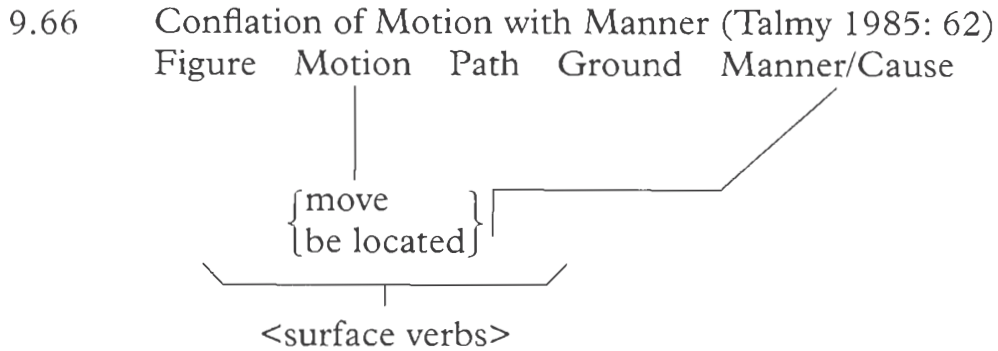 9.66 Conflation of Motion with Manner (Talmy 1985: 62)
Figure Motion Path Ground Manner/Cause
{move
be located}
<surface verbs>